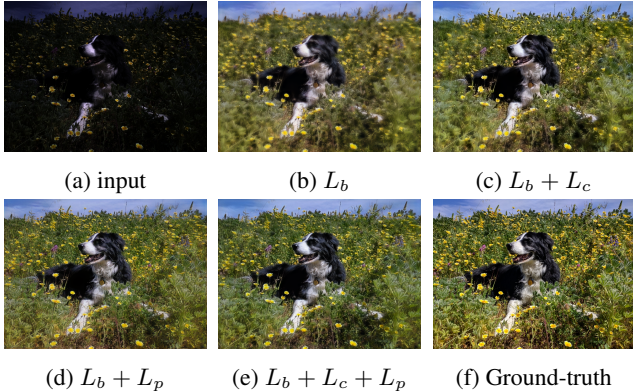 (a) input
(b) $L_b$
(c) $L_b + L_c$
(d) $L_b + L_p$
(e) $L_b + L_c + L_p$
(f) Ground-truth